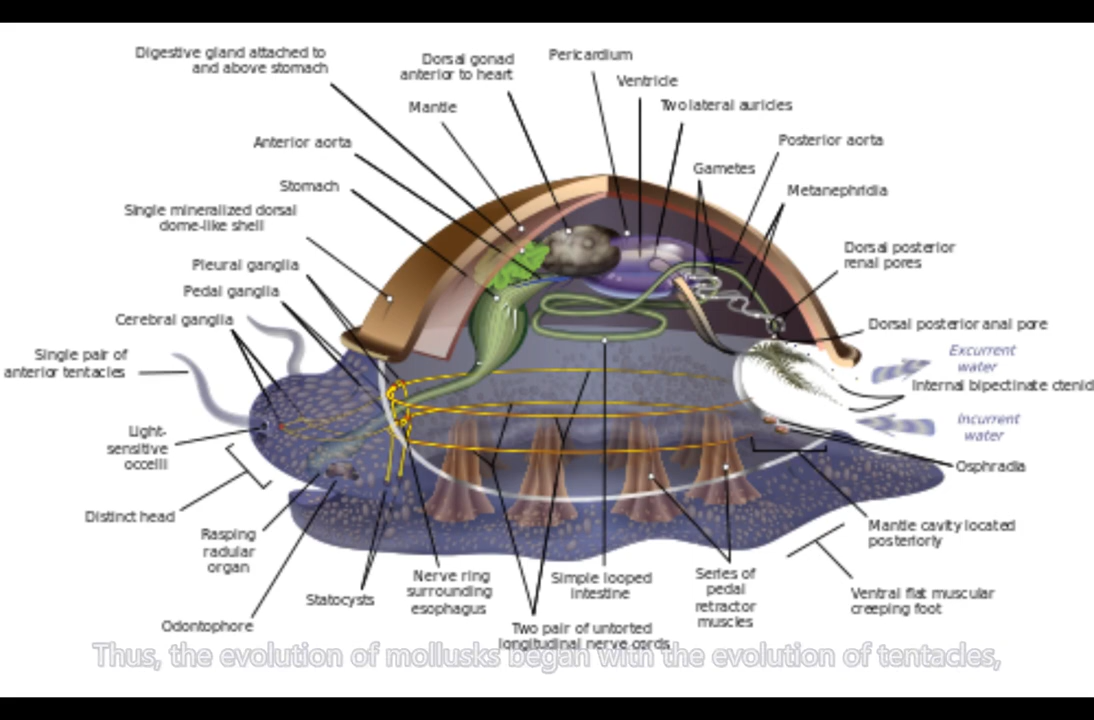 Digestive gland attached to
and above stomach
Dorsal gonad
anterior to heart
Pericardium
Ventricle
Mantle
Two lateral auricles
Anterior aorta
Posterior aorta
Gametes
Stomach
Metanephridia
Single mineralized dorsal
dome-like shell
Dorsal posterior
renal pores
Pleural ganglia
Pedal ganglia
Cerebral ganglia
Dorsal posterior anal pore
Single pair of
anterior tentacles
Excurrent
water
Internal bipectinate ctenid
Incurrent
water
Light-
sensitive
occelli
Osphradia
Distinct head
Mantle cavity located
posteriorly
Rasping
radular
organ
Nerve ring
surrounding
esophagus
Simple looped
intestine
Series of
pedal
retractor
muscles
Statocysts
Ventral flat muscular
creeping foot
Odontophore
Two pair of untorted
longitudinal nerve cords
Thus, the evolution of mollusks began with the evolution of tentacles,